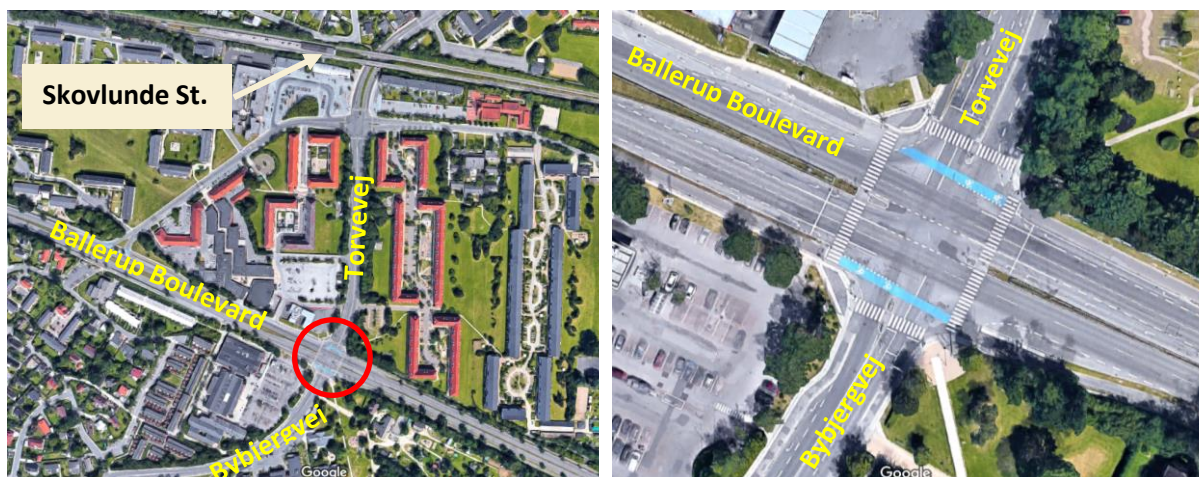 Skovlunde St.
Ballerup Boulevard
Torvevej
Bybjergvej
Google
Ballerup Boulevard
Torvevej
Bybjergvej
Google